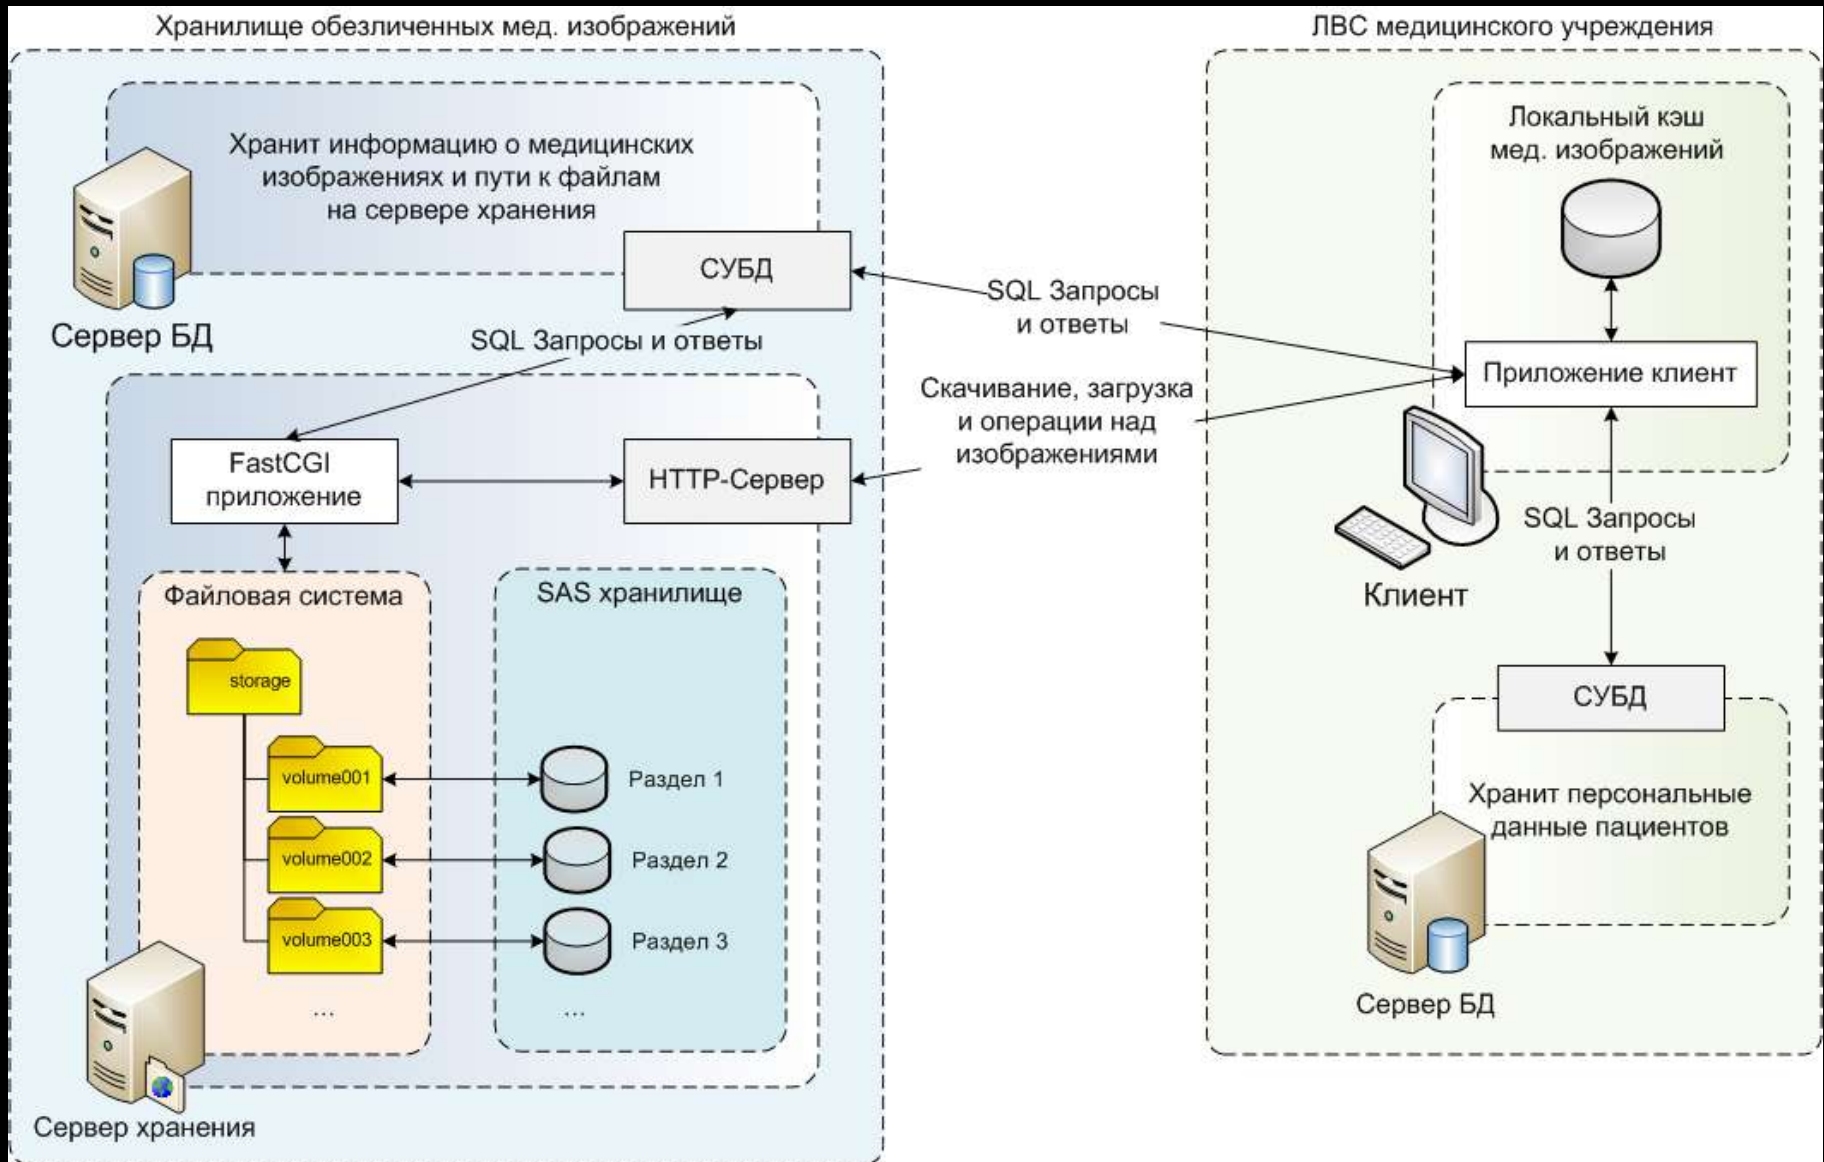 Хранилище обезличенных мед. изображений
Хранит информацию о медицинских
изображениях и пути к файлам
на сервере хранения
СУБД
Сервер БД
SQL Запросы и ответы
FastCGI
приложение
HTTP-Сервер
Файловая система
storage
volume001
volume002
volume003
...
SAS хранилище
Раздел 1
Раздел 2
Раздел 3
...
Сервер хранения
SQL Запросы
и ответы
Скачивание, загрузка
и операции над
изображениями
ЛВС медицинского учреждения
Локальный кэш
мед. изображений
Приложение клиент
Клиент
SQL Запросы
и ответы
СУБД
Хранит персональные
данные пациентов
Сервер БД